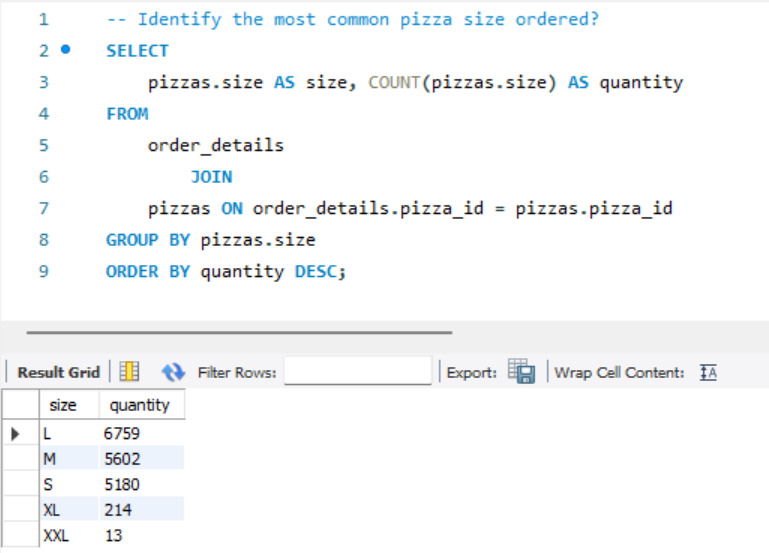 1 -- Identify the most common pizza size ordered?
2 SELECT
3 pizzas.size AS size, COUNT(pizzas.size) AS quantity
4 FROM
5 order_details
6 JOIN
7 pizzas ON order_details.pizza_id = pizzas.pizza_id
8 GROUP BY pizzas.size
9 ORDER BY quantity DESC;
Result Grid Filter Rows: Export: Wrap Cell Content: IA
size quantity
L 6759
M 5602
S 5180
XL 214
XXL 13